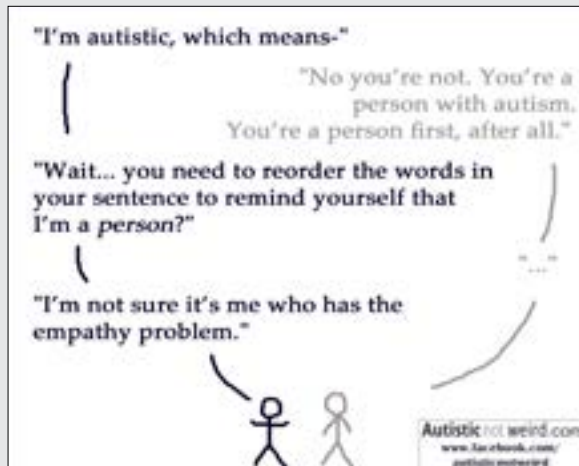 "I'm autistic, which means-"
"No you're not. You're a
person with autism.
You're a person first, after all."
"Wait... you need to reorder the words in
your sentence to remind yourself that
I'm a person?"
"..."
"I'm not sure it's me who has the
empathy problem."
Autistic not weird.com
www.facebook.com/
autisticnotweird